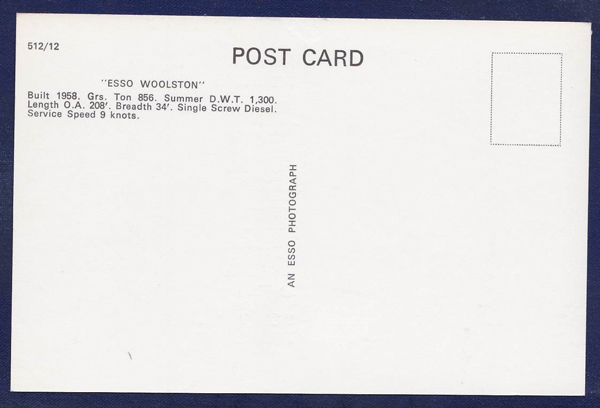 512/12
POST CARD
"ESSO WOOLSTON"
Built 1958. Grs. Ton 856. Summer D.W.T. 1,300.
Length O.A. 208'. Breadth 34'. Single Screw Diesel.
Service Speed 9 knots.
AN ESSO PHOTOGRAPH